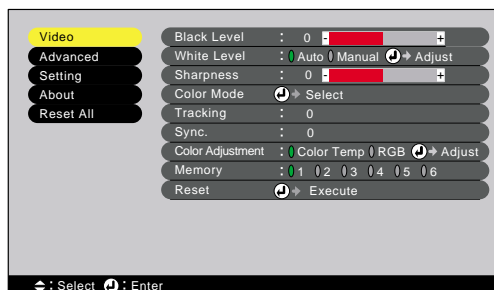 Video
Advanced
Setting
About
Reset All
Black Level : 0 - +
White Level : Auto Manual Adjust
Sharpness : 0 - +
Color Mode Select
Tracking : 0
Sync. : 0
Color Adjustment : Color Temp RGB Adjust
Memory : 1 2 3 4 5 6
Reset Execute
: Select : Enter